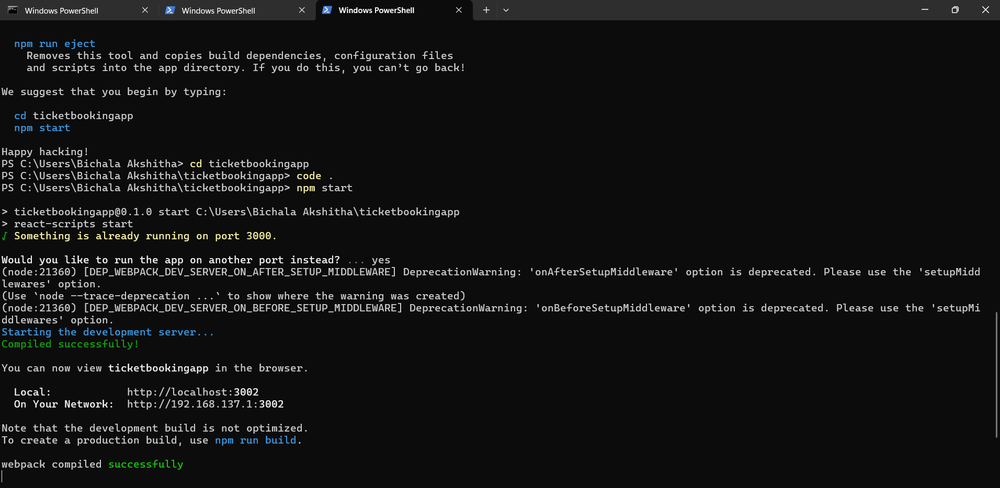 Windows PowerShell
Windows PowerShell
Windows PowerShell
npm run eject
Removes this tool and copies build dependencies, configuration files
and scripts into the app directory. If you do this, you can’t go back!
We suggest that you begin by typing:
cd ticketbookingapp
npm start
Happy hacking!
PS C:\Users\Bichala Akshitha> cd ticketbookingapp
PS C:\Users\Bichala Akshitha\ticketbookingapp> code .
PS C:\Users\Bichala Akshitha\ticketbookingapp> npm start
> ticketbookingapp@0.1.0 start C:\Users\Bichala Akshitha\ticketbookingapp
> react-scripts start
√ Something is already running on port 3000.
Would you like to run the app on another port instead? ... yes
(node:21360) [DEP_WEBPACK_DEV_SERVER_ON_AFTER_SETUP_MIDDLEWARE] DeprecationWarning: 'onAfterSetupMiddleware' option is deprecated. Please use the 'setupMidd
lewares' option.
(Use `node --trace-deprecation ...` to show where the warning was created)
(node:21360) [DEP_WEBPACK_DEV_SERVER_ON_BEFORE_SETUP_MIDDLEWARE] DeprecationWarning: 'onBeforeSetupMiddleware' option is deprecated. Please use the 'setupMi
ddlewares' option.
Starting the development server...
Compiled successfully!
You can now view ticketbookingapp in the browser.
Local: http://localhost:3002
On Your Network: http://192.168.137.1:3002
Note that the development build is not optimized.
To create a production build, use npm run build.
webpack compiled successfully